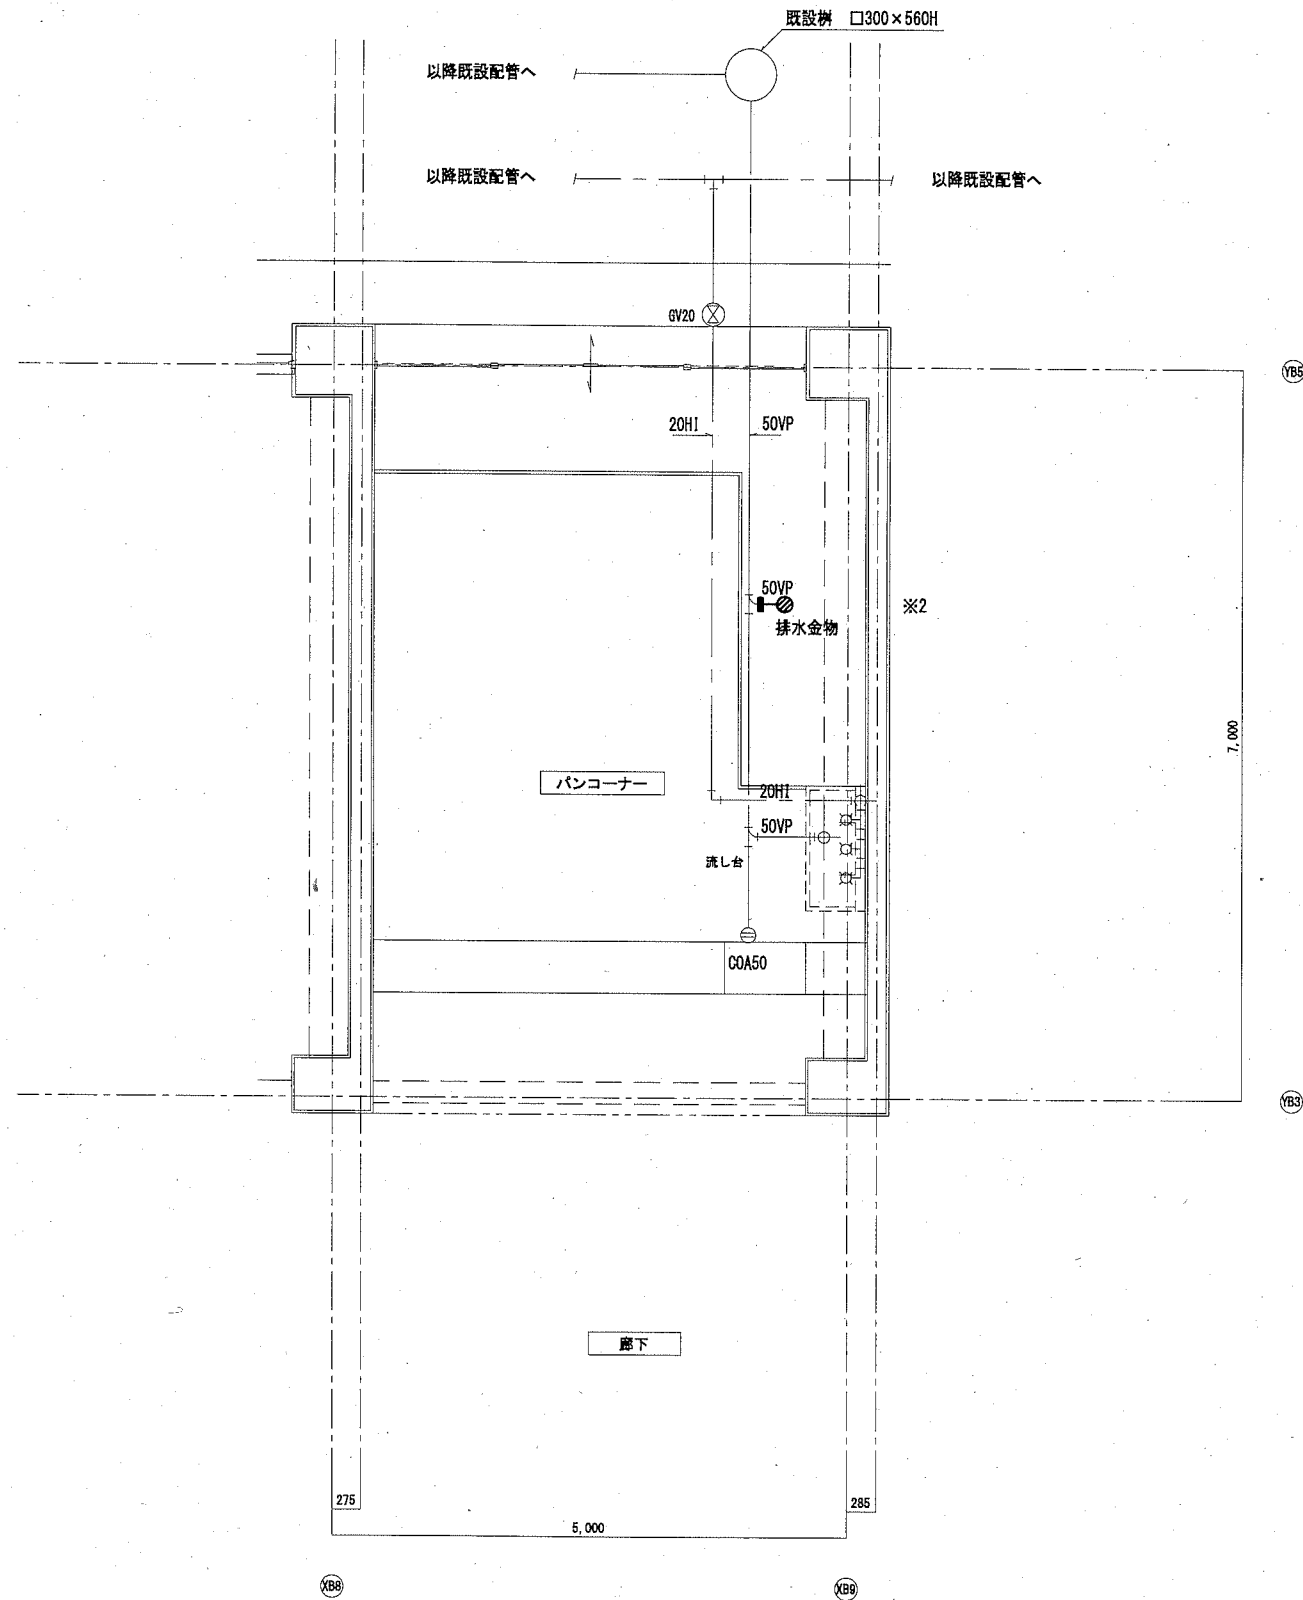 既設桝 □300×560H
以降既設配管へ
以降既設配管へ
以降既設配管へ
GV20
YB5
20HI
50VP
50VP
※2
排水金物
7,000
パンコーナー
20HI
50VP
流し台
COA50
YB3
廊下
275
285
5,000
XB8
XB9